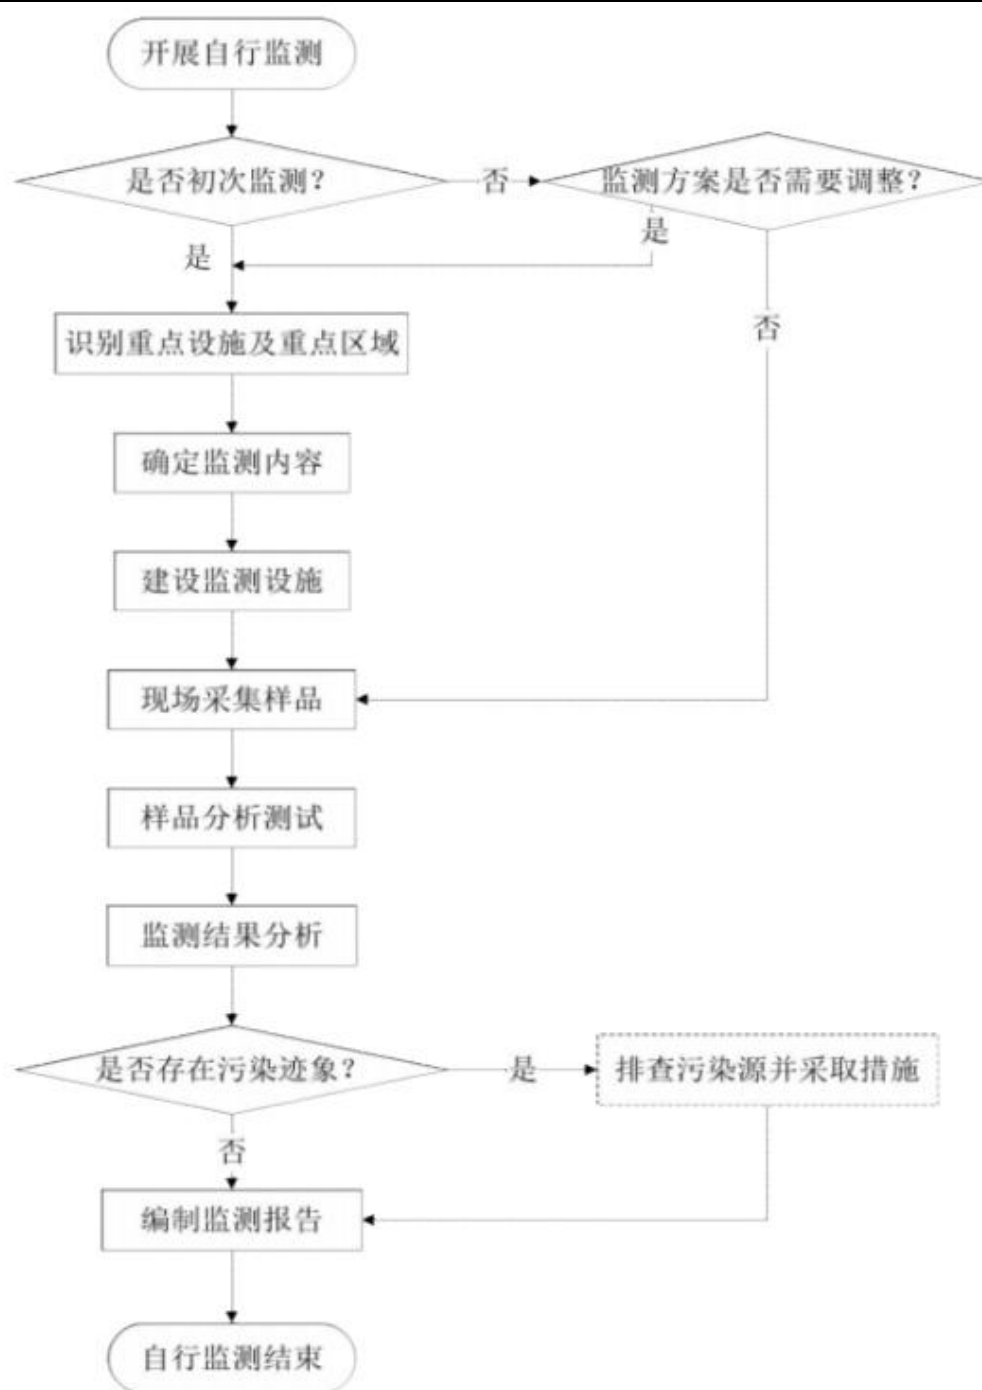 开展自行监测
是否初次监测?
否
监测方案是否需要调整?
是
是
否
识别重点设施及重点区域
确定监测内容
建设监测设施
现场采集样品
样品分析测试
监测结果分析
是否存在污染迹象?
是
排查污染源并采取措施
否
编制监测报告
自行监测结束